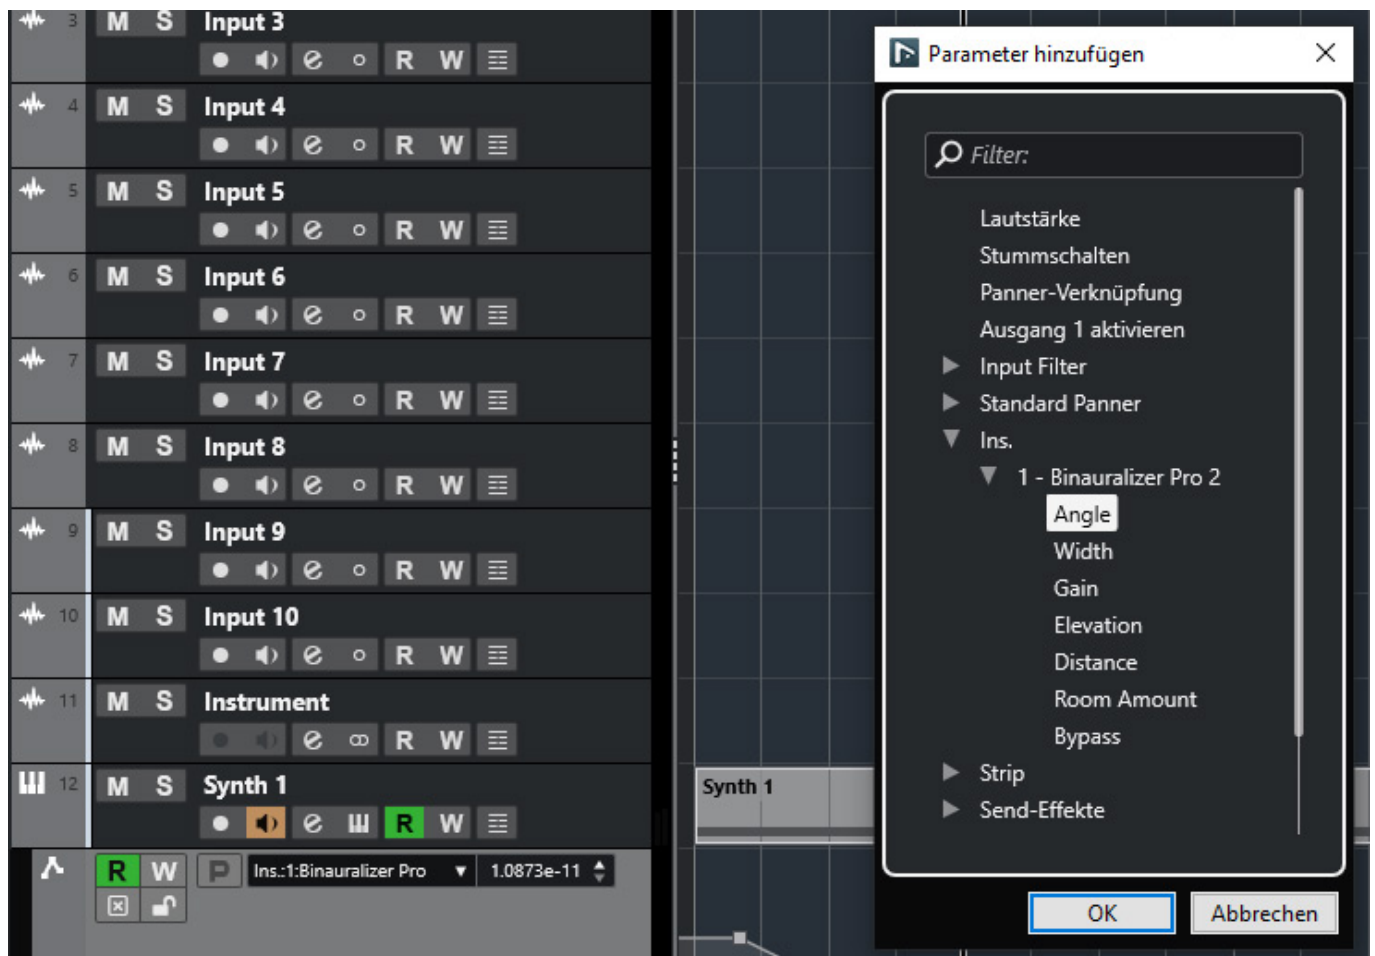 3 M S Input 3
R W
4 M S Input 4
R W
5 M S Input 5
R W
6 M S Input 6
R W
7 M S Input 7
R W
8 M S Input 8
R W
9 M S Input 9
R W
10 M S Input 10
R W
11 M S Instrument
R W
12 M S Synth 1
R W
R W P Ins.:1:Binauralizer Pro 1.0873e-11
Synth 1
Parameter hinzufügen
Filter:
Lautstärke
Stummschalten
Panner-Verknüpfung
Ausgang 1 aktivieren
Input Filter
Standard Panner
Ins.
1 - Binauralizer Pro 2
Angle
Width
Gain
Elevation
Distance
Room Amount
Bypass
Strip
Send-Effekte
OK Abbrechen